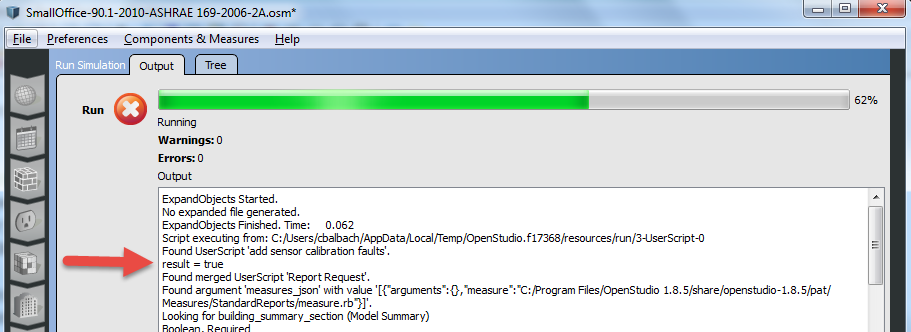 SmallOffice-90.1-2010-ASHRAE 169-2006-2A.osm*
File Preferences Components & Measures Help
Run Simulation Output Tree
Run 62%
Running
Warnings: 0
Errors: 0
Output
ExpandObjects Started.
No expanded file generated.
ExpandObjects Finished. Time: 0.062
Script executing from: C:/Users/cbalbach/AppData/Local/Temp/OpenStudio.f17368/resources/run/3-UserScript-0
Found UserScript 'add sensor calibration faults'.
result = true
Found merged UserScript 'Report Request'.
Found argument 'measures_json' with value '[{"arguments":{},"measure":"C:/Program Files/OpenStudio 1.8.5/share/openstudio-1.8.5/pat/
Measures/StandardReports/measure.rb"}]'.
Looking for building_summary_section (Model Summary)
Boolean, Required